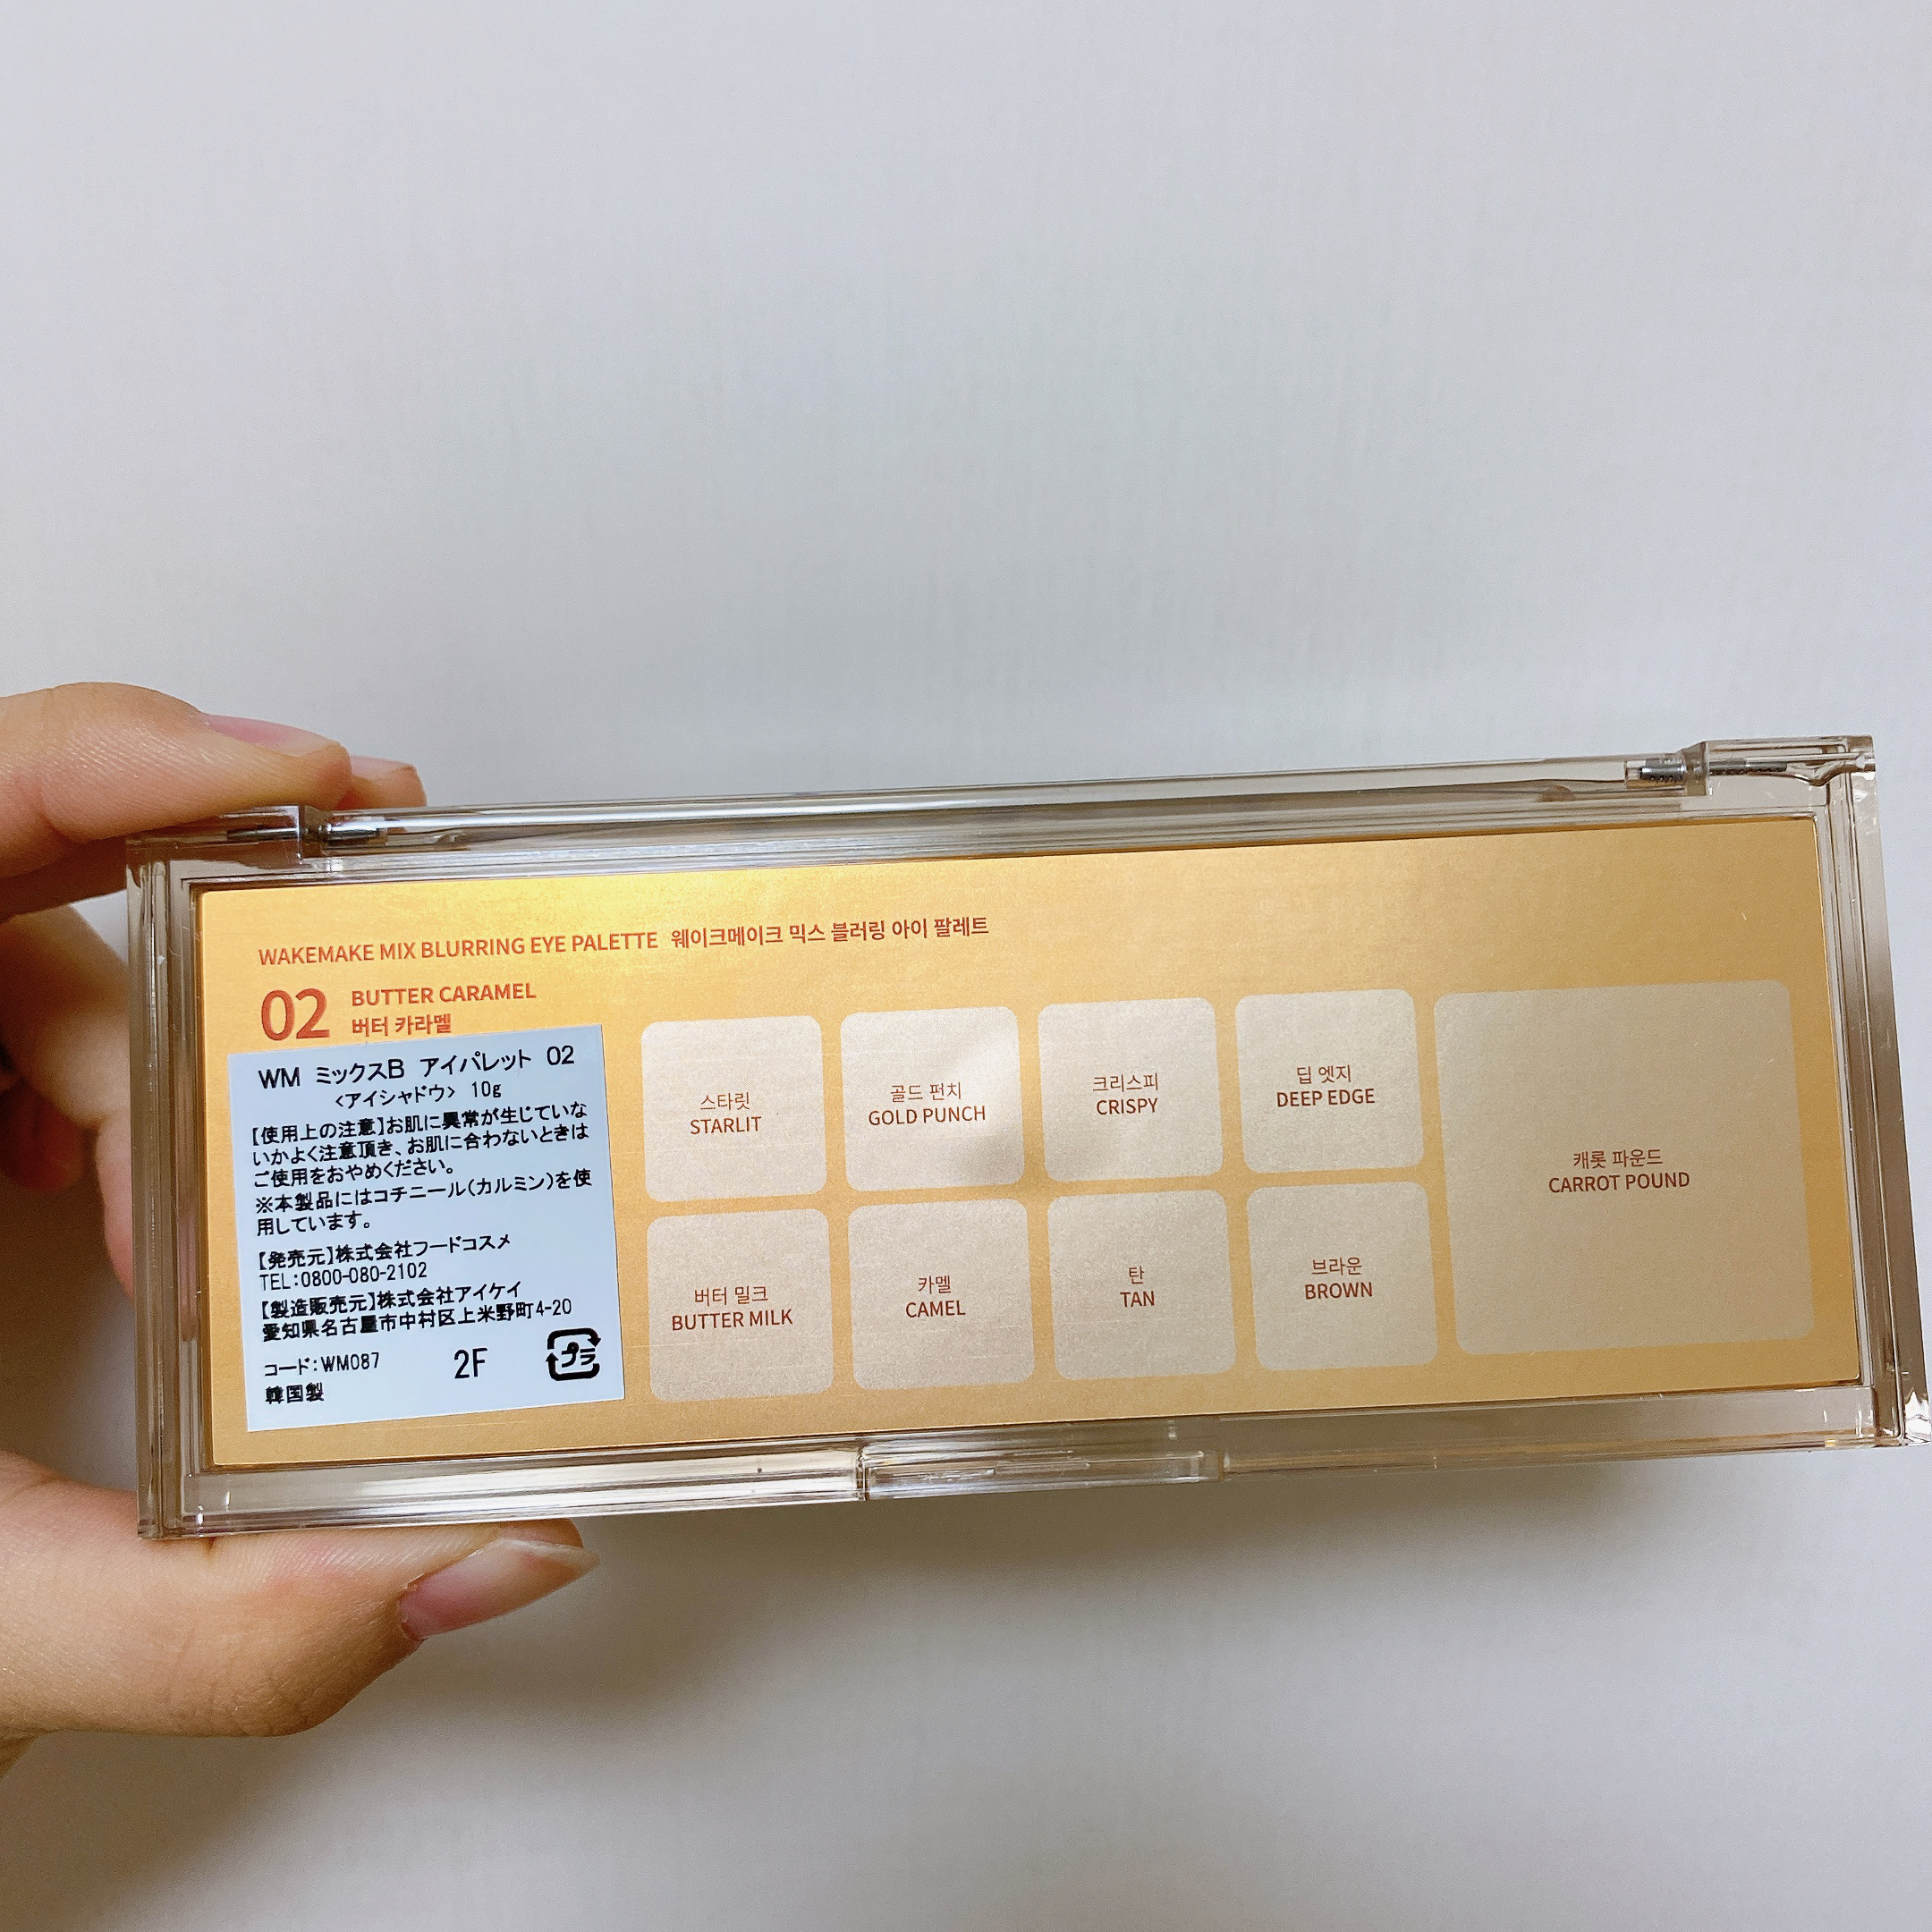 WAKEMAKE MIX BLURRING EYE PALETTE 웨이크메이크 믹스 블러링 아이 팔레트
02 BUTTER CARAMEL
버터 카라멜
WM ミックスB アイパレット 02
<アイシャドウ> 10g
【使用上の注意】お肌に異常が生じていな
いかよく注意頂き、お肌に合わないときは
ご使用をおやめください。
※本製品にはコチニール(カルミン)を使
用しています。
【発売元】株式会社フードコスメ
TEL:0800-080-2102
【製造販売元】株式会社アイケイ
愛知県名古屋市中村区上米野町4-20
コード:WM087 2F プラ
韓国製
스타릿
STARLIT
골드 펀치
GOLD PUNCH
크리스피
CRISPY
딥 엣지
DEEP EDGE
캐롯 파운드
CARROT POUND
버터 밀크
BUTTER MILK
카멜
CAMEL
탄
TAN
브라운
BROWN